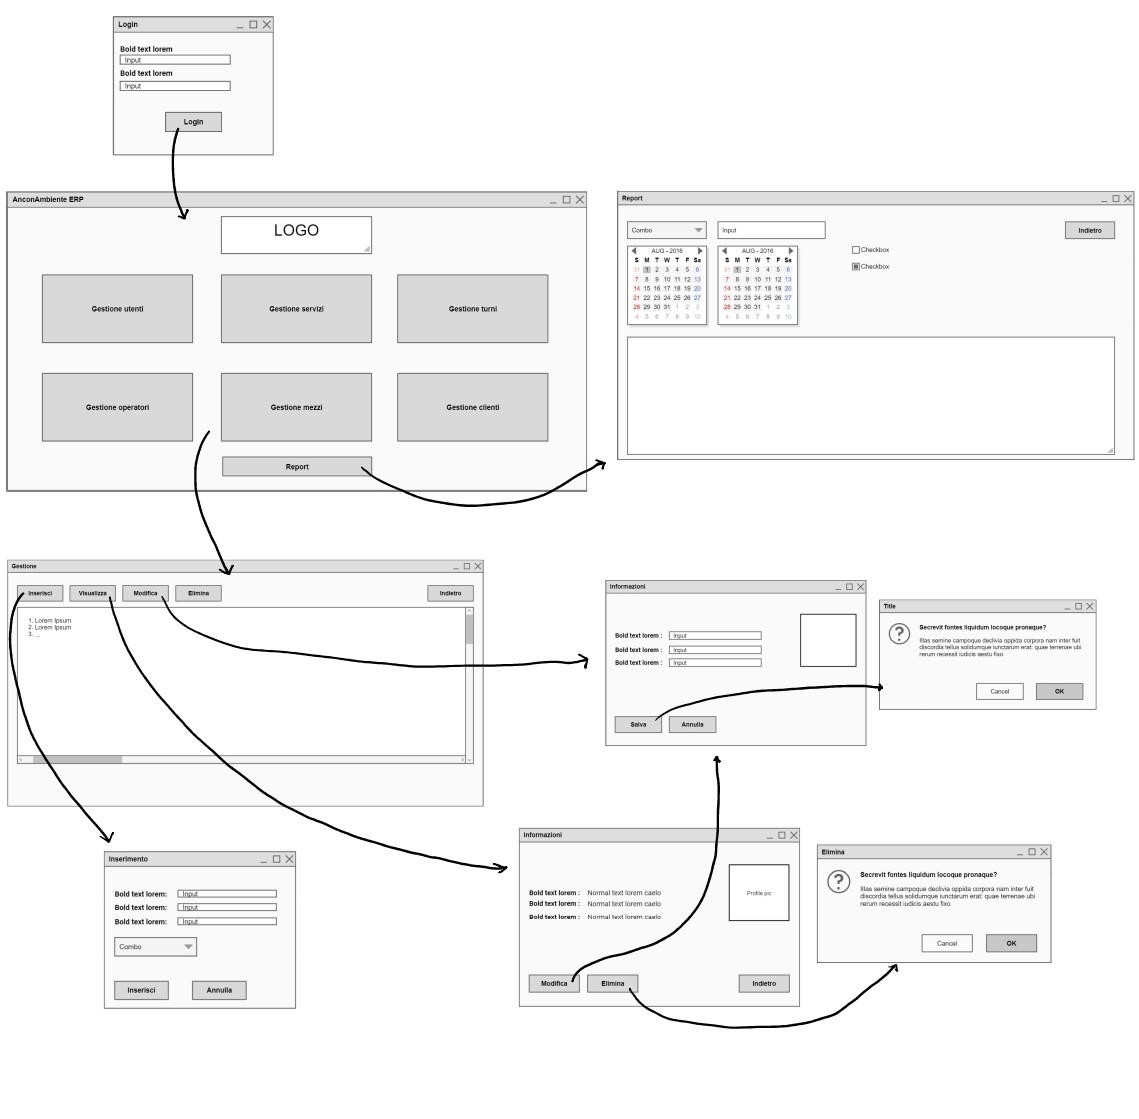 Login
Bold text lorem
Input
Bold text lorem
Input
Login
AnconAmbiente ERP
LOGO
Gestione utenti
Gestione servizi
Gestione turni
Gestione operatori
Gestione mezzi
Gestione clienti
Report
Report
Combo
Input
Indietro
Checkbox
Checkbox
AUG - 2016
S M T W T F Sa
31 1 2 3 4 5 6
7 8 9 10 11 12 13
14 15 16 17 18 19 20
21 22 23 24 25 26 27
28 29 30 31 1 2 3
4 5 6 7 8 9 10
AUG - 2016
S M T W T F Sa
31 1 2 3 4 5 6
7 8 9 10 11 12 13
14 15 16 17 18 19 20
21 22 23 24 25 26 27
28 29 30 31 1 2 3
4 5 6 7 8 9 10
Gestione
Inserisci
Visualizza
Modifica
Elimina
Indietro
1. Lorem Ipsum
2. Lorem Ipsum
3. ...
Informazioni
Bold text lorem : Input
Bold text lorem : Input
Bold text lorem : Input
Salva
Annulla
Title
Secrevit fontes liquidum locoque pronaque?
Illas semine campoque declivia oppida corpora nam inter fuit
discordia tellus solidumque iunctarum erat: quae terrenae ubi
rerum recessit iudicis aestu fixo
Cancel
OK
Inserimento
Bold text lorem: Input
Bold text lorem: Input
Bold text lorem: Input
Combo
Inserisci
Annulla
Informazioni
Bold text lorem : Normal text lorem caelo
Bold text lorem : Normal text lorem caelo
Bold text lorem : Normal text lorem caelo
Profile pic
Modifica
Elimina
Indietro
Elimina
Secrevit fontes liquidum locoque pronaque?
Illas semine campoque declivia oppida corpora nam inter fuit
discordia tellus solidumque iunctarum erat: quae terrenae ubi
rerum recessit iudicis aestu fixo
Cancel
OK